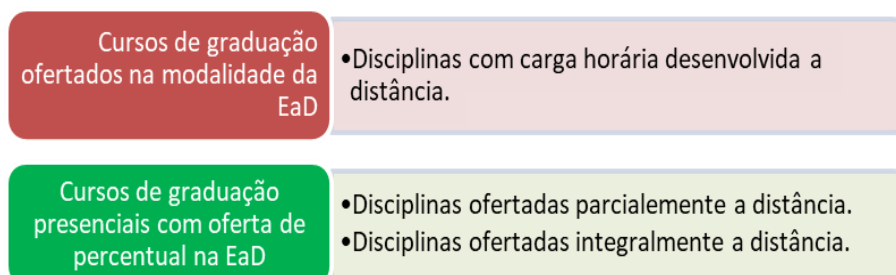 Cursos de graduação
ofertados na modalidade da
EaD
•Disciplinas com carga horária desenvolvida a
distância.
Cursos de graduação
presenciais com oferta de
percentual na EaD
•Disciplinas ofertadas parcialemente a distância.
•Disciplinas ofertadas integralmente a distância.